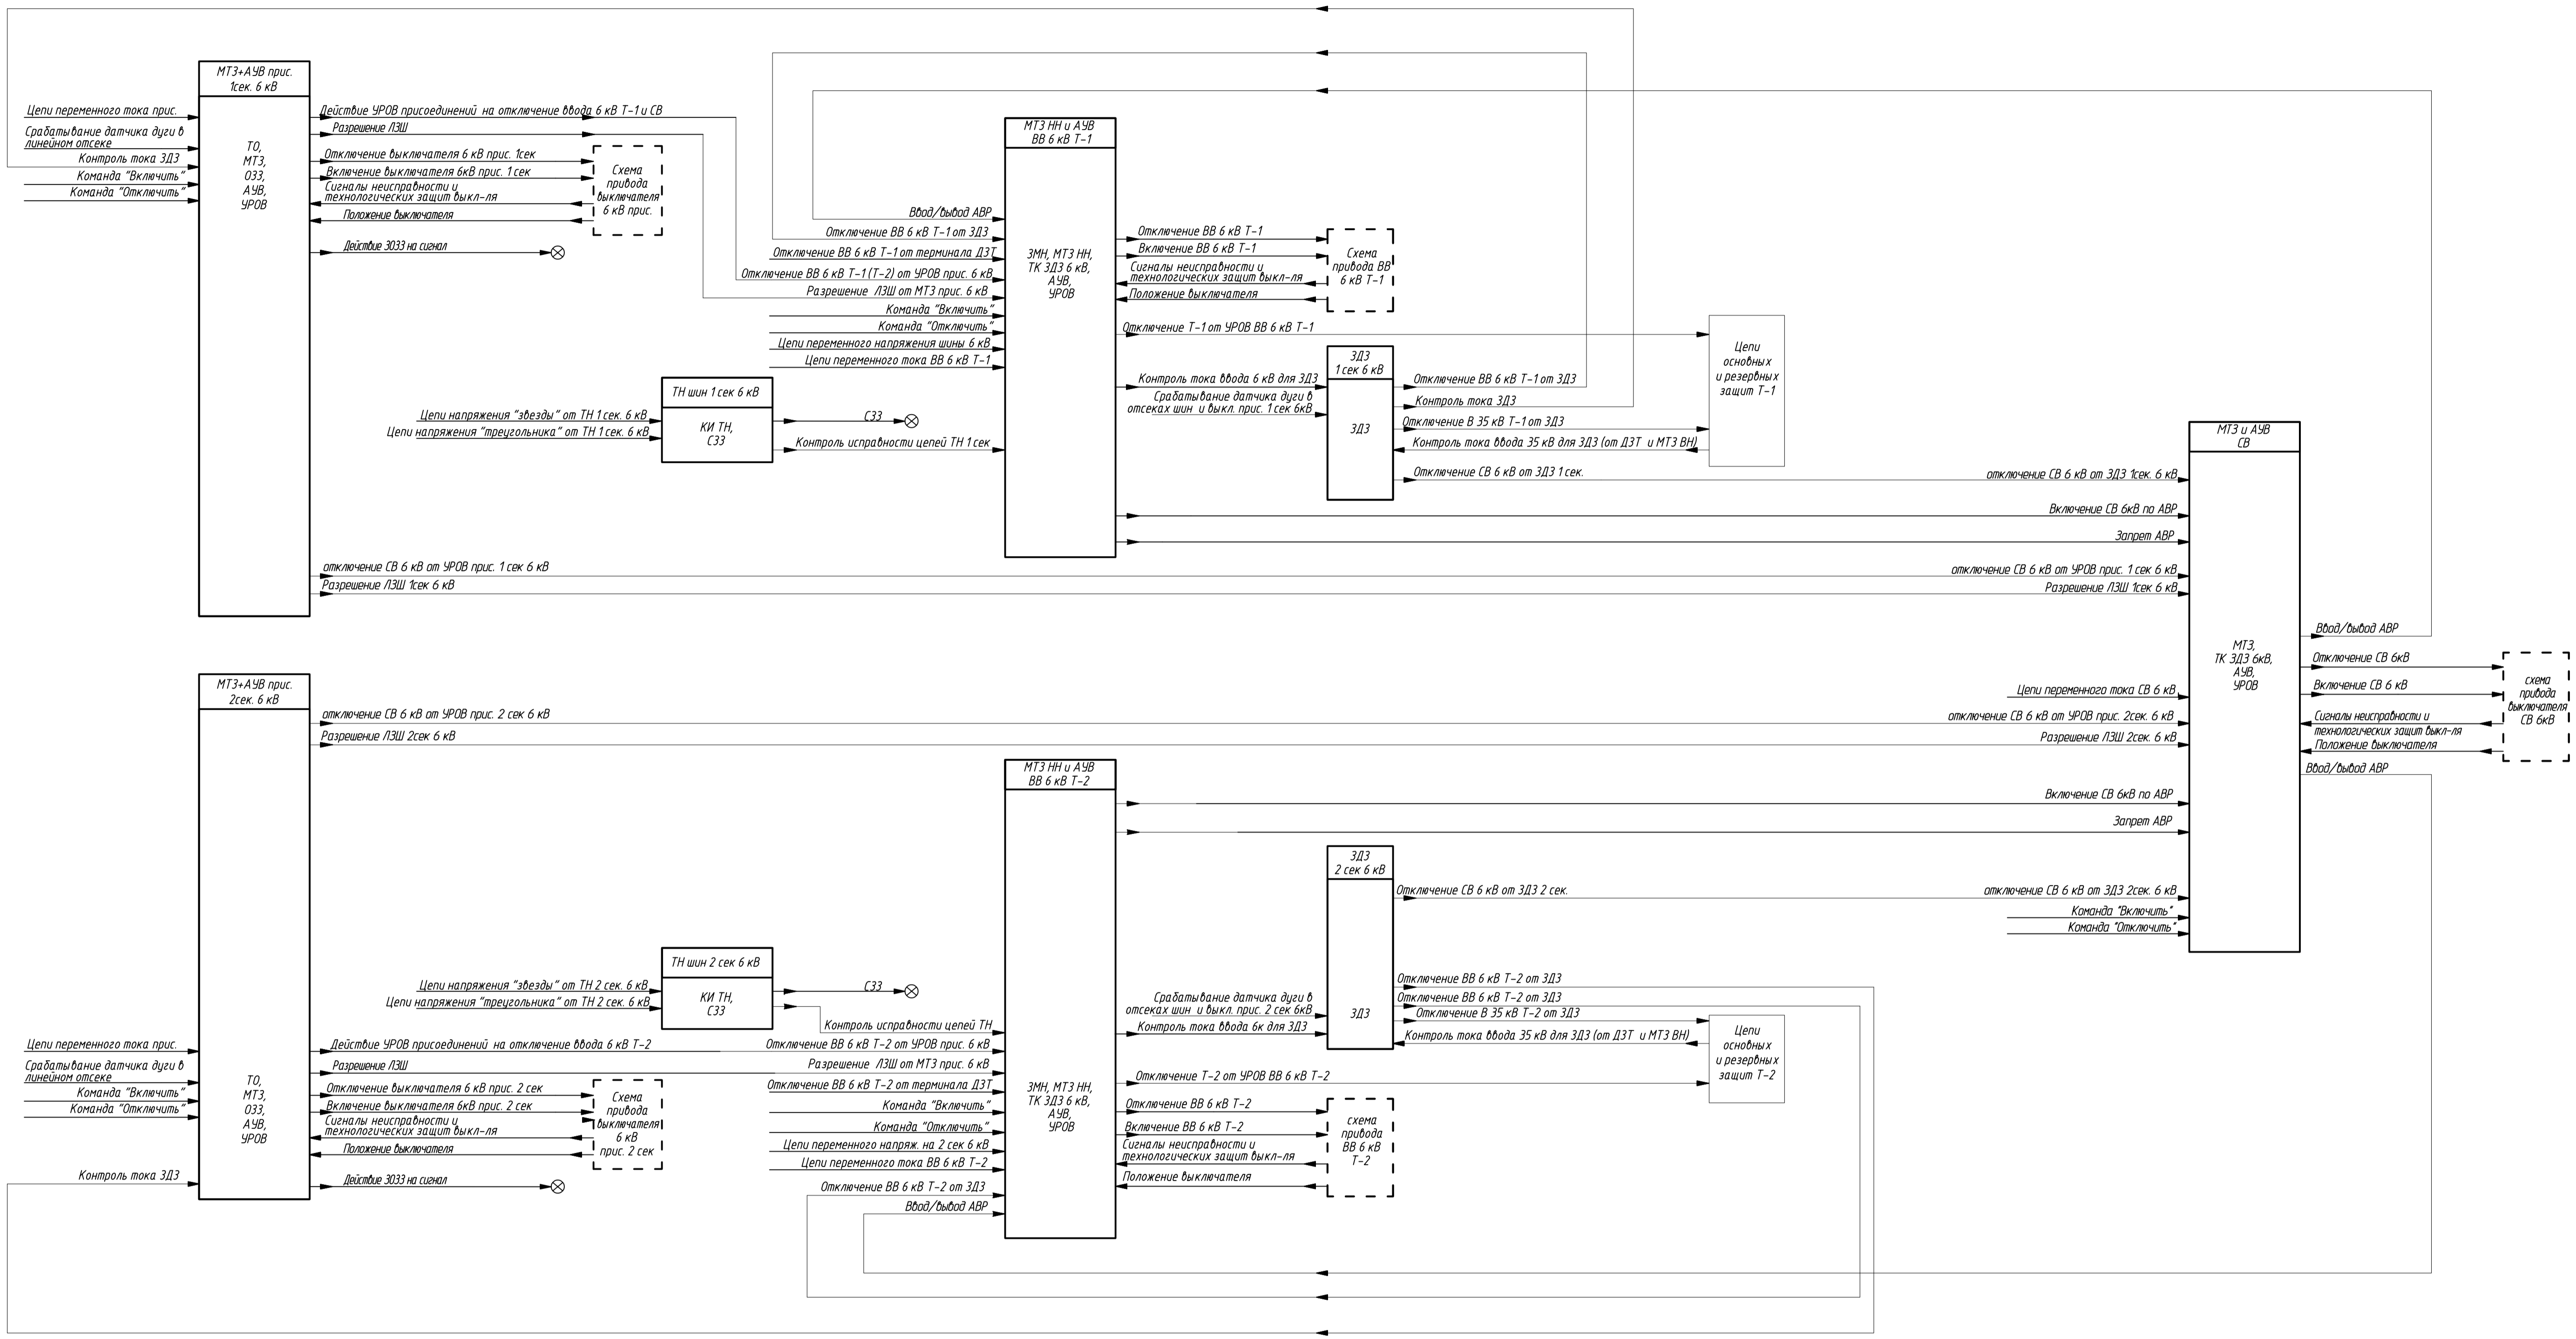 МТЗ+АУВ прис.
1сек. 6 кВ
ТО,
МТЗ,
ОЗЗ,
АУВ,
УРОВ
Цепи переменного тока прис.
Срабатывание датчика дуги в
линейном отсеке
Контроль тока ЗДЗ
Команда "Включить"
Команда "Отключить"
Действие УРОВ присоединений на отключение ввода 6 кВ Т-1 и СВ
Разрешение ЛЗШ
Отключение выключателя 6 кВ прис. 1сек
Включение выключателя 6кВ прис. 1 сек
Сигналы неисправности и
технологических защит выкл-ля
Положение выключателя
Действие ЗОЗЗ на сигнал
Схема
привода
выключателя
6 кВ прис.
отключение СВ 6 кВ от УРОВ прис. 1 сек 6 кВ
Разрешение ЛЗШ 1сек 6 кВ
ТН шин 1 сек 6 кВ
КИ ТН,
СЗЗ
Цепи напряжения "звезды" от ТН 1 сек. 6 кВ
Цепи напряжения "треугольника" от ТН 1 сек. 6 кВ
СЗЗ
Контроль исправности цепей ТН 1 сек
МТЗ НН и АУВ
ВВ 6 кВ Т-1
ЗМН, МТЗ НН,
ТК ЗДЗ 6 кВ,
АУВ,
УРОВ
Ввод/вывод АВР
Отключение ВВ 6 кВ Т-1 от ЗДЗ
Отключение ВВ 6 кВ Т-1 от терминала ДЗТ
Отключение ВВ 6 кВ Т-1 (Т-2) от УРОВ прис. 6 кВ
Разрешение ЛЗШ от МТЗ прис. 6 кВ
Команда "Включить"
Команда "Отключить"
Цепи переменного напряжения шины 6 кВ
Цепи переменного тока ВВ 6 кВ Т-1
Отключение ВВ 6 кВ Т-1
Включение ВВ 6 кВ Т-1
Сигналы неисправности и
технологических защит выкл-ля
Положение выключателя
Схема
привода ВВ
6 кВ Т-1
Отключение Т-1 от УРОВ ВВ 6 кВ Т-1
Контроль тока ввода 6 кВ для ЗДЗ
Срабатывание датчика дуги в
отсеках шин и выкл. прис. 1 сек 6кВ
ЗДЗ
1 сек 6 кВ
ЗДЗ
Отключение ВВ 6 кВ Т-1 от ЗДЗ
Контроль тока ЗДЗ
Отключение В 35 кВ Т-1 от ЗДЗ
Контроль тока ввода 35 кВ для ЗДЗ (от ДЗТ и МТЗ ВН)
Отключение СВ 6 кВ от ЗДЗ 1 сек.
Цепи
основных
и резервных
защит Т-1
МТЗ и АУВ
СВ
МТЗ,
ТК ЗДЗ 6кВ,
АУВ,
УРОВ
отключение СВ 6 кВ от ЗДЗ 1сек. 6 кВ
Включение СВ 6кВ по АВР
Запрет АВР
отключение СВ 6 кВ от УРОВ прис. 1 сек 6 кВ
Разрешение ЛЗШ 1сек 6 кВ
Цепи переменного тока СВ 6 кВ
отключение СВ 6 кВ от УРОВ прис. 2сек. 6 кВ
Разрешение ЛЗШ 2сек. 6 кВ
Включение СВ 6кВ по АВР
Запрет АВР
отключение СВ 6 кВ от ЗДЗ 2сек. 6 кВ
Команда "Включить"
Команда "Отключить"
Ввод/вывод АВР
Отключение СВ 6кВ
Включение СВ 6 кВ
Сигналы неисправности и
технологических защит выкл-ля
Положение выключателя
Ввод/вывод АВР
схема
привода
выключателя
СВ 6кВ
МТЗ+АУВ прис.
2сек. 6 кВ
ТО,
МТЗ,
ОЗЗ,
АУВ,
УРОВ
отключение СВ 6 кВ от УРОВ прис. 2 сек 6 кВ
Разрешение ЛЗШ 2сек 6 кВ
Цепи переменного тока прис.
Срабатывание датчика дуги в
линейном отсеке
Команда "Включить"
Команда "Отключить"
Контроль тока ЗДЗ
Действие УРОВ присоединений на отключение ввода 6 кВ Т-2
Разрешение ЛЗШ
Отключение выключателя 6 кВ прис. 2 сек
Включение выключателя 6кВ прис. 2 сек
Сигналы неисправности и
технологических защит выкл-ля
Положение выключателя
Действие ЗОЗЗ на сигнал
Схема
привода
выключателя
6 кВ
прис. 2 сек
ТН шин 2 сек 6 кВ
КИ ТН,
СЗЗ
Цепи напряжения "звезды" от ТН 2 сек. 6 кВ
Цепи напряжения "треугольника" от ТН 2 сек. 6 кВ
СЗЗ
Контроль исправности цепей ТН
МТЗ НН и АУВ
ВВ 6 кВ Т-2
ЗМН, МТЗ НН,
ТК ЗДЗ 6 кВ,
АУВ,
УРОВ
Отключение ВВ 6 кВ Т-2 от УРОВ прис. 6 кВ
Разрешение ЛЗШ от МТЗ прис. 6 кВ
Отключение ВВ 6 кВ Т-2 от терминала ДЗТ
Команда "Включить"
Команда "Отключить"
Цепи переменного напряж. на 2 сек 6 кВ
Цепи переменного тока ВВ 6 кВ Т-2
Отключение ВВ 6 кВ Т-2 от ЗДЗ
Ввод/вывод АВР
Срабатывание датчика дуги в
отсеках шин и выкл. прис. 2 сек 6кВ
Контроль тока ввода 6к для ЗДЗ
Отключение Т-2 от УРОВ ВВ 6 кВ Т-2
Отключение ВВ 6 кВ Т-2
Включение ВВ 6 кВ Т-2
Сигналы неисправности и
технологических защит выкл-ля
Положение выключателя
схема
привода
ВВ 6 кВ
Т-2
ЗДЗ
2 сек 6 кВ
ЗДЗ
Отключение СВ 6 кВ от ЗДЗ 2 сек.
Отключение ВВ 6 кВ Т-2 от ЗДЗ
Отключение ВВ 6 кВ Т-2 от ЗДЗ
Отключение В 35 кВ Т-2 от ЗДЗ
Контроль тока ввода 35 кВ для ЗДЗ (от ДЗТ и МТЗ ВН)
Цепи
основных
и резервных
защит Т-2